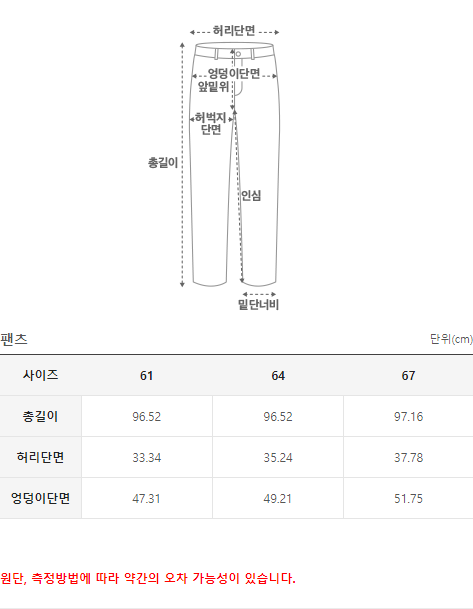 허리단면
엉덩이단면
앞밑위
허벅지
단면
총길이
인심
밑단너비
팬츠 단위(cm)
사이즈 61 64 67
총길이 96.52 96.52 97.16
허리단면 33.34 35.24 37.78
엉덩이단면 47.31 49.21 51.75
원단, 측정방법에 따라 약간의 오차 가능성이 있습니다.